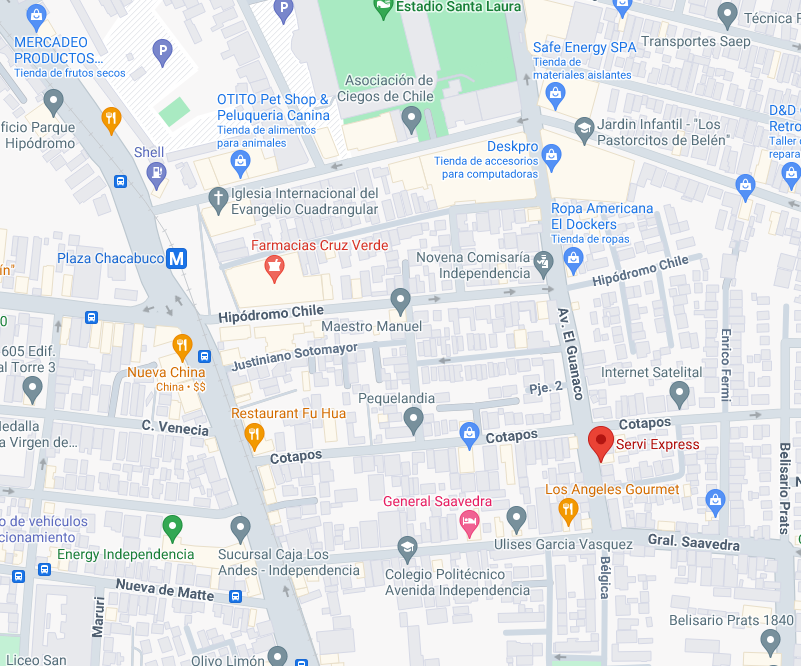 Estadio Santa Laura
MERCADEO
PRODUCTOS...
Tienda de frutos secos
P
P
Técnica
Transportes Saep
Safe Energy SPA
Tienda de
materiales aislantes
Asociación de
Ciegos de Chile
OTITO Pet Shop &
Peluqueria Canina
Tienda de alimentos
para animales
ficio Parque
Hipódromo
Jardin Infantil - "Los
Pastorcitos de Belén"
D&D
Retro
Taller
repara
Shell
Deskpro
Tienda de accesorios
para computadoras
Iglesia Internacional del
Evangelio Cuadrangular
Ropa Americana
El Dockers
Tienda de ropas
Farmacias Cruz Verde
Plaza Chacabuco
M
Novena Comisaría
Independencia
Hipódromo Chile
ín"
Hipódromo Chile
Av. El Guanaco
Maestro Manuel
0
605 Edif.
al Torre 3
Nueva China
China • $$
Justiniano Sotomayor
Enrico Fermi
Internet Satelital
Pje. 2
Pequelandia
Restaurant Fu Hua
Medalla
a Virgen de...
C. Venecia
Cotapos
Cotapos
Cotapos
Servi Express
Belisario Prats
N
Los Angeles Gourmet
General Saavedra
o de vehículos
cionamiento
Energy Independencia
Sucursal Caja Los
Andes - Independencia
Ulises Garcia Vasquez
Gral. Saavedra
Colegio Politécnico
Avenida Independencia
Bélgica
Nueva de Matte
Maruri
Belisario Prats 1840
Liceo San
Olivo Limón